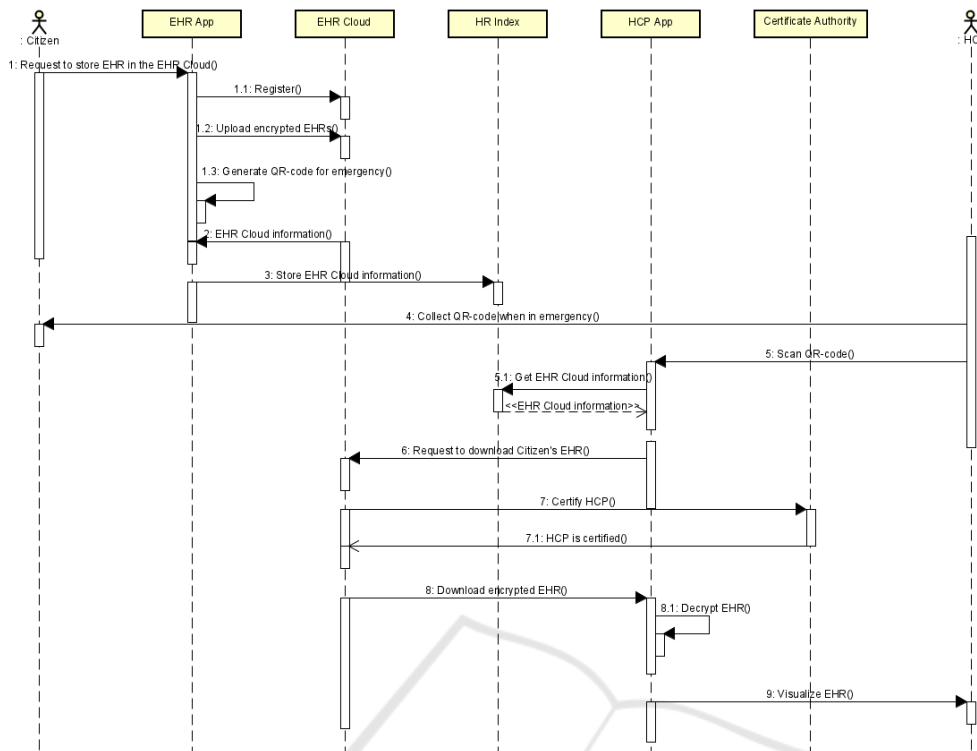 EHR App
EHR Cloud
HR Index
HCP App
Certificate Authority
: Citizen
: HC
1: Request to store EHR in the EHR Cloud()
1.1: Register()
1.2: Upload encrypted EHRs()
1.3: Generate QR-code for emergency()
2: EHR Cloud information()
3: Store EHR Cloud information()
4: Collect QR-code when in emergency()
5: Scan QR-code()
5.1: Get EHR Cloud information()
<<EHR Cloud information>>
6: Request to download Citizen's EHR()
7: Certify HCP()
7.1: HCP is certified()
8: Download encrypted EHR()
8.1: Decrypt EHR()
9: Visualize EHR()